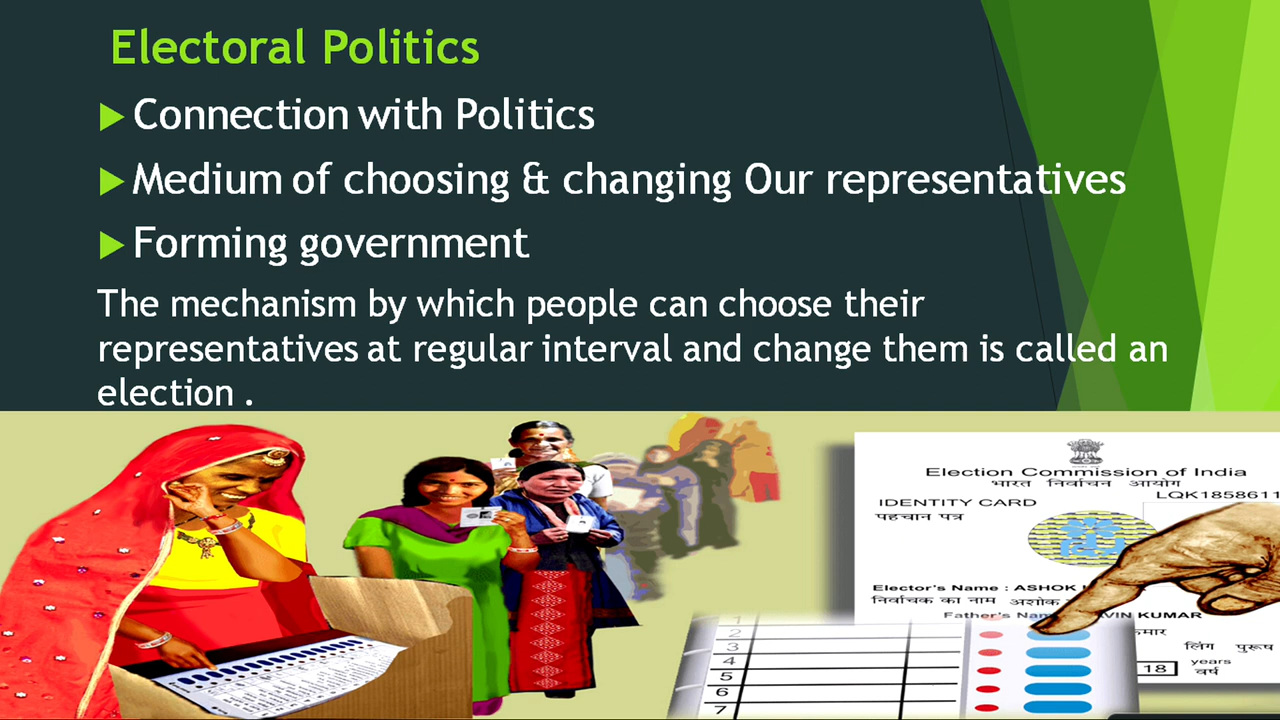 Electoral Politics
Connection with Politics
Medium of choosing & changing Our representatives
Forming government
The mechanism by which people can choose their
representatives at regular interval and change them is called an
election .
Election Commission of India
भारत निर्वाचन आयोग
LQK1858611
IDENTITY CARD
पहचान पत्र
Elector's Name : ASHOK
निर्वाचक का नाम अशोक
Father's Name KUMAR
लिंग पुरूष
18 years
वर्ष
1
2
3
4
5
6
7